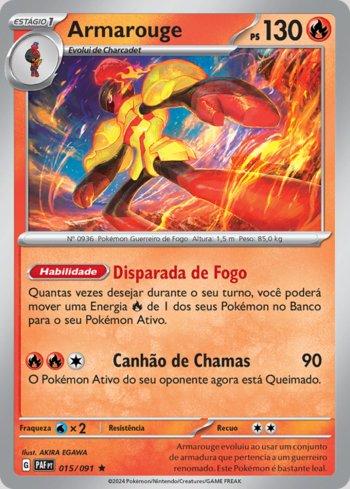 ESTÁGIO 1
Armarouge
PS 130
Evolui de Charcadet
Nº 0936 Pokémon Guerreiro de Fogo Altura: 1,5 m Peso: 85,0 kg
Habilidade Disparada de Fogo
Quantas vezes desejar durante o seu turno, você poderá
mover uma Energia de 1 dos seus Pokémon no Banco
para o seu Pokémon Ativo.
Canhão de Chamas 90
O Pokémon Ativo do seu oponente agora está Queimado.
Fraqueza ×2 Resistência Recuo
Ilust. AKIRA EGAWA
G PAF PT 015/091 ★
Armarouge evoluiu ao usar um conjunto
de armadura que pertenceu a um guerreiro
renomado. Este Pokémon é bastante leal.
©2024 Pokémon/Nintendo/Creatures/GAME FREAK